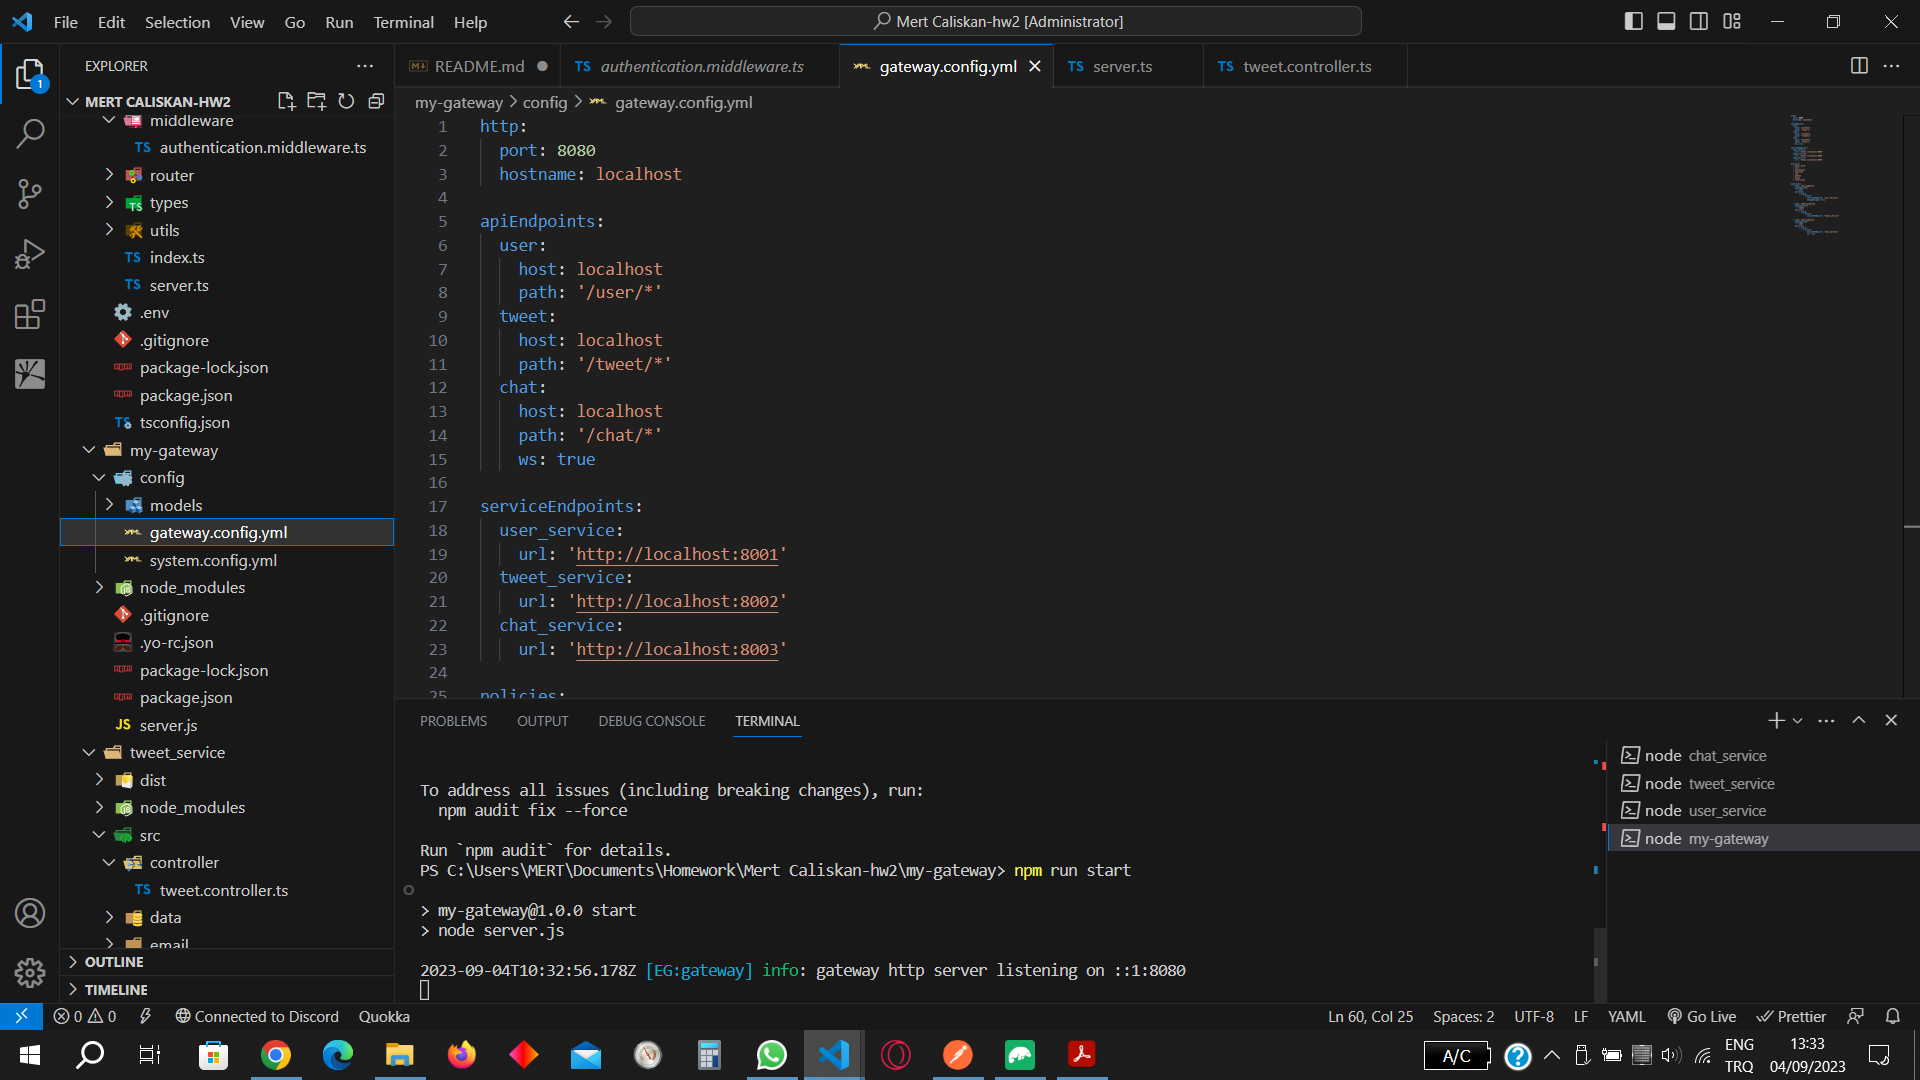 File Edit Selection View Go Run Terminal Help
Mert Caliskan-hw2 [Administrator]
EXPLORER
MERT CALISKAN-HW2
middleware
TS authentication.middleware.ts
router
types
utils
TS index.ts
TS server.ts
.env
.gitignore
package-lock.json
package.json
TS tsconfig.json
my-gateway
config
models
gateway.config.yml
system.config.yml
node_modules
.gitignore
.yo-rc.json
package-lock.json
package.json
JS server.js
tweet_service
dist
node_modules
src
controller
TS tweet.controller.ts
data
email
OUTLINE
TIMELINE
README.md
TS authentication.middleware.ts
gateway.config.yml
TS server.ts
TS tweet.controller.ts
my-gateway > config > gateway.config.yml
1 http:
2 port: 8080
3 hostname: localhost
4
5 apiEndpoints:
6 user:
7 host: localhost
8 path: '/user/*'
9 tweet:
10 host: localhost
11 path: '/tweet/*'
12 chat:
13 host: localhost
14 path: '/chat/*'
15 ws: true
16
17 serviceEndpoints:
18 user_service:
19 url: 'http://localhost:8001'
20 tweet_service:
21 url: 'http://localhost:8002'
22 chat_service:
23 url: 'http://localhost:8003'
24
25 policies:
PROBLEMS OUTPUT DEBUG CONSOLE TERMINAL
To address all issues (including breaking changes), run:
npm audit fix --force
Run `npm audit` for details.
PS C:\Users\MERT\Documents\Homework\Mert Caliskan-hw2\my-gateway> npm run start
> my-gateway@1.0.0 start
> node server.js
2023-09-04T10:32:56.178Z [EG:gateway] info: gateway http server listening on ::1:8080
node chat_service
node tweet_service
node user_service
node my-gateway
0 0 Connected to Discord Quokka
Ln 60, Col 25 Spaces: 2 UTF-8 LF YAML Go Live Prettier
A/C
ENG
TRQ
13:33
04/09/2023